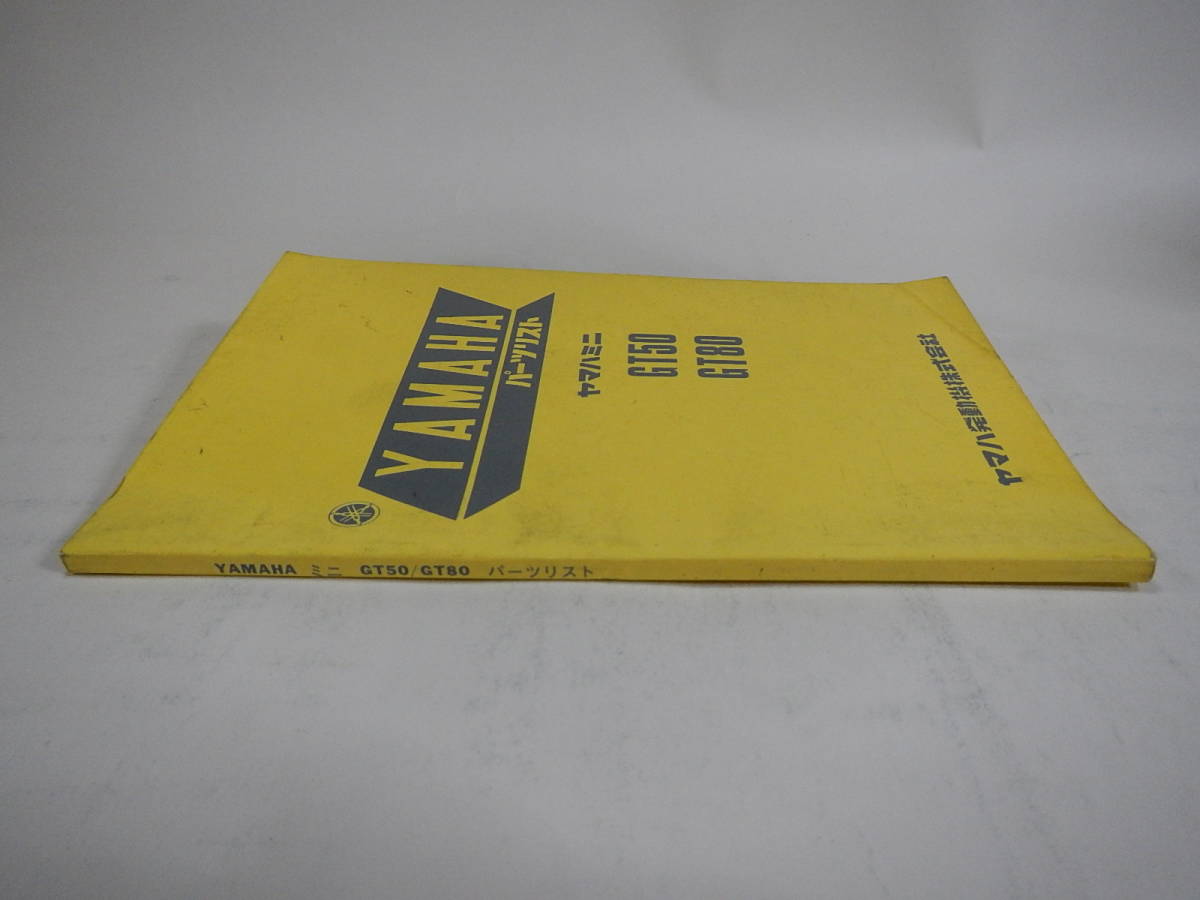 YAMAHA
パーツリスト
ヤマハミニ
GT50
GT80
ヤマハ発動機株式会社
YAMAHA ミニ GT50/GT80 パーツリスト